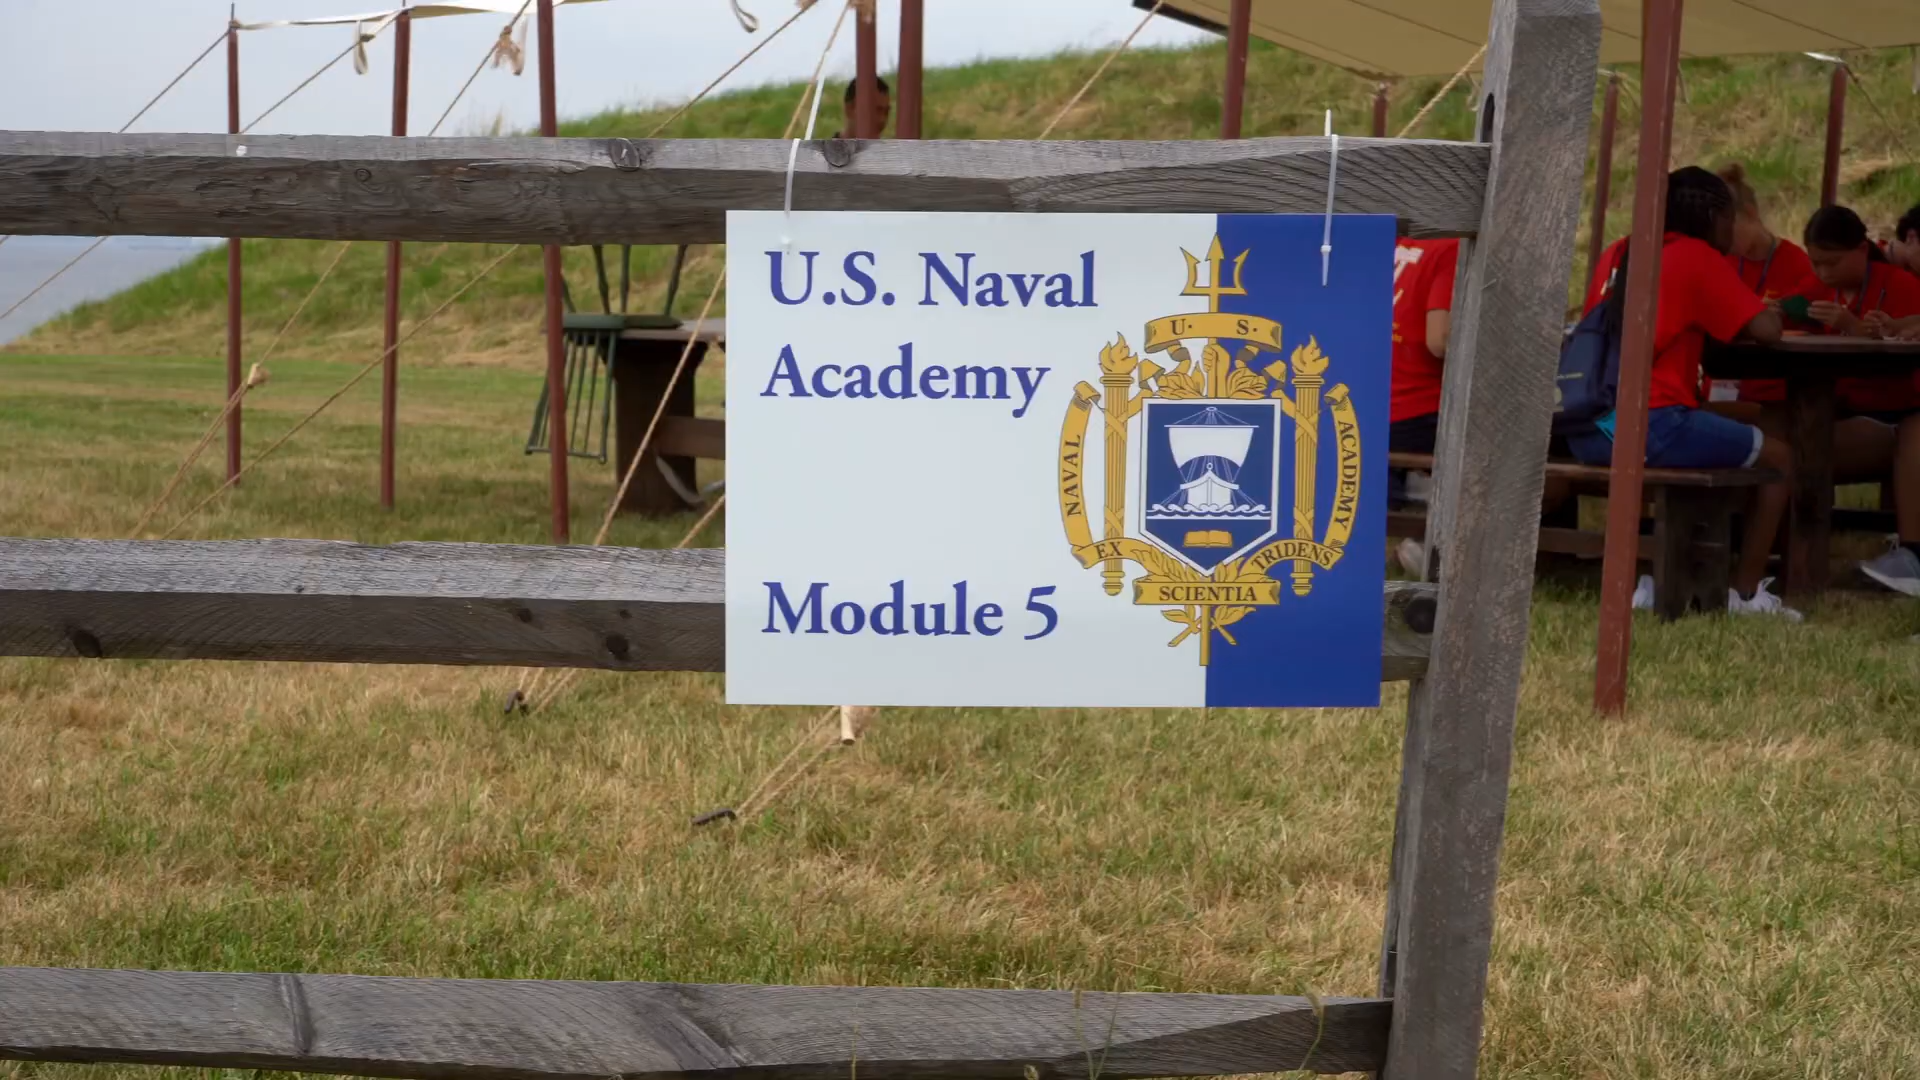 U.S. Naval
Academy
Module 5
U· S·
NAVAL
ACADEMY
EX
TRIDENS
SCIENTIA